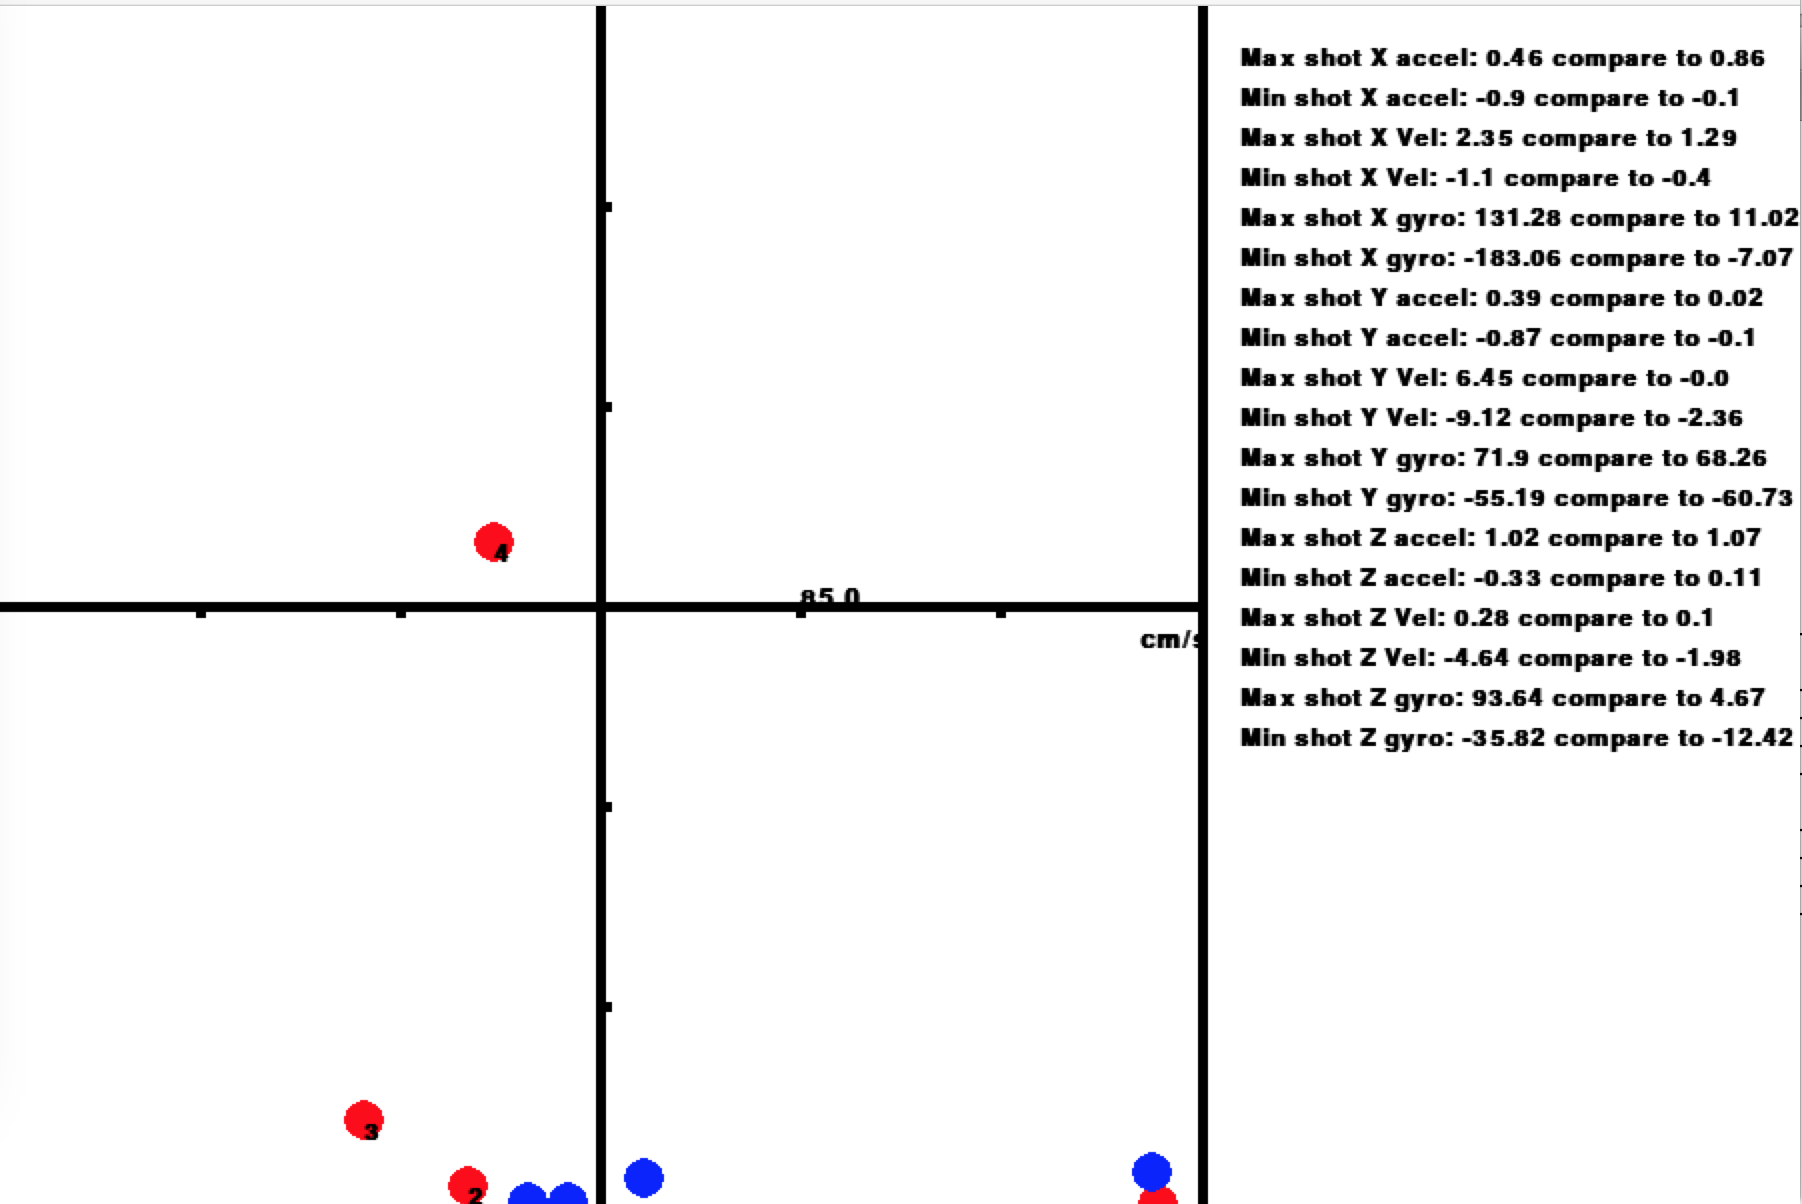 Max shot X accel: 0.46 compare to 0.86
Min shot X accel: -0.9 compare to -0.1
Max shot X Vel: 2.35 compare to 1.29
Min shot X Vel: -1.1 compare to -0.4
Max shot X gyro: 131.28 compare to 11.02
Min shot X gyro: -183.06 compare to -7.07
Max shot Y accel: 0.39 compare to 0.02
Min shot Y accel: -0.87 compare to -0.1
Max shot Y Vel: 6.45 compare to -0.0
Min shot Y Vel: -9.12 compare to -2.36
Max shot Y gyro: 71.9 compare to 68.26
Min shot Y gyro: -55.19 compare to -60.73
Max shot Z accel: 1.02 compare to 1.07
Min shot Z accel: -0.33 compare to 0.11
Max shot Z Vel: 0.28 compare to 0.1
Min shot Z Vel: -4.64 compare to -1.98
Max shot Z gyro: 93.64 compare to 4.67
Min shot Z gyro: -35.82 compare to -12.42
4
85.0
cm/s
3
2